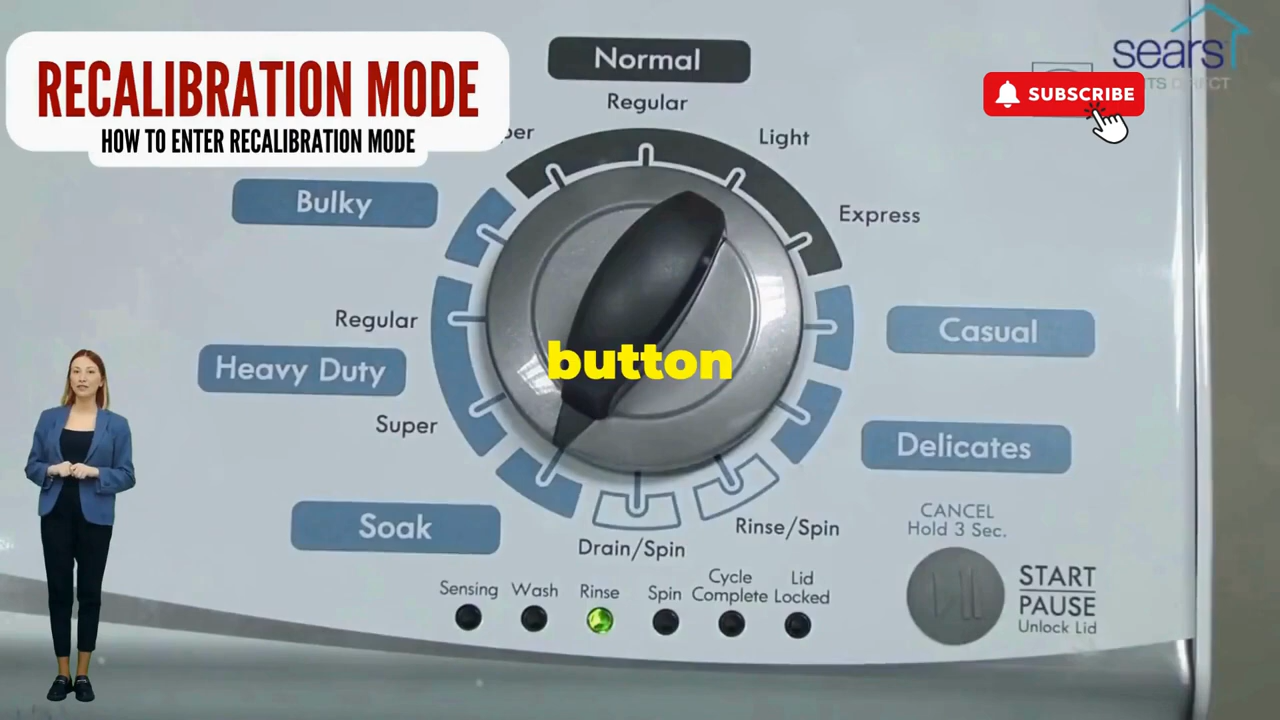 sears
RECALIBRATION MODE
HOW TO ENTER RECALIBRATION MODE
SUBSCRIBE
DIRECT
Normal
Regular
Light
Bulky
Express
Regular
Casual
Heavy Duty
button
Super
Delicates
Soak
CANCEL
Hold 3 Sec.
Rinse/Spin
Drain/Spin
Sensing
Wash
Rinse
Spin
Cycle
Complete
Lid
Locked
START
PAUSE
Unlock Lid